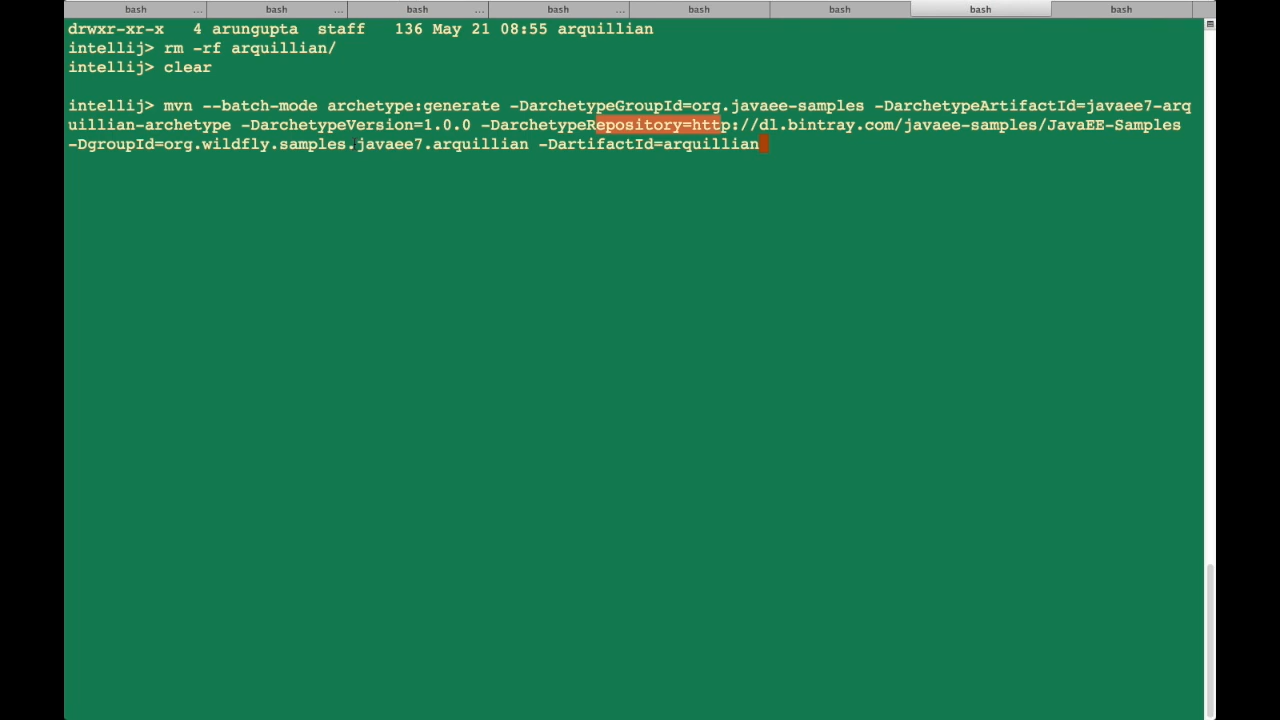 bash ... bash ... bash ... bash ... bash bash bash bash
drwxr-xr-x   4 arungupta  staff   136 May 21 08:55 arquillian
intellij> rm -rf arquillian/
intellij> clear
intellij> mvn --batch-mode archetype:generate -DarchetypeGroupId=org.javaee-samples -DarchetypeArtifactId=javaee7-arq
uillian-archetype -DarchetypeVersion=1.0.0 -DarchetypeRepository=http://dl.bintray.com/javaee-samples/JavaEE-Samples
-DgroupId=org.wildfly.samples.javaee7.arquillian -DartifactId=arquillian